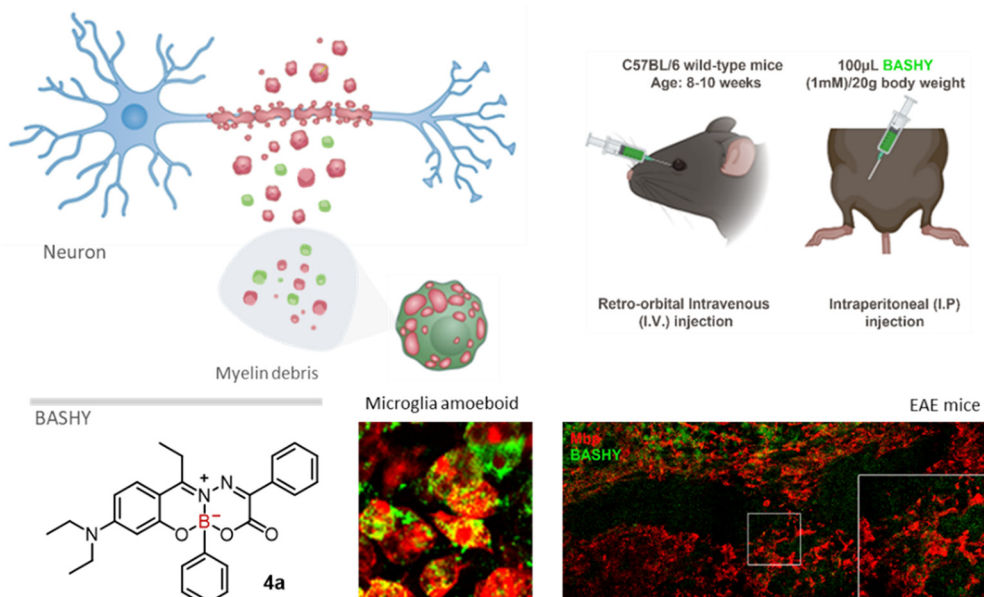 C57BL/6 wild-type mice
Age: 8-10 weeks
100µL BASHY
(1mM)/20g body weight
Neuron
Retro-orbital Intravenous
(I.V.) injection
Intraperitoneal (I.P)
injection
Myelin debris
BASHY
Microglia amoeboid
EAE mice
Mbp
BASHY
+
N
N
B
−
O
O
O
N
4a